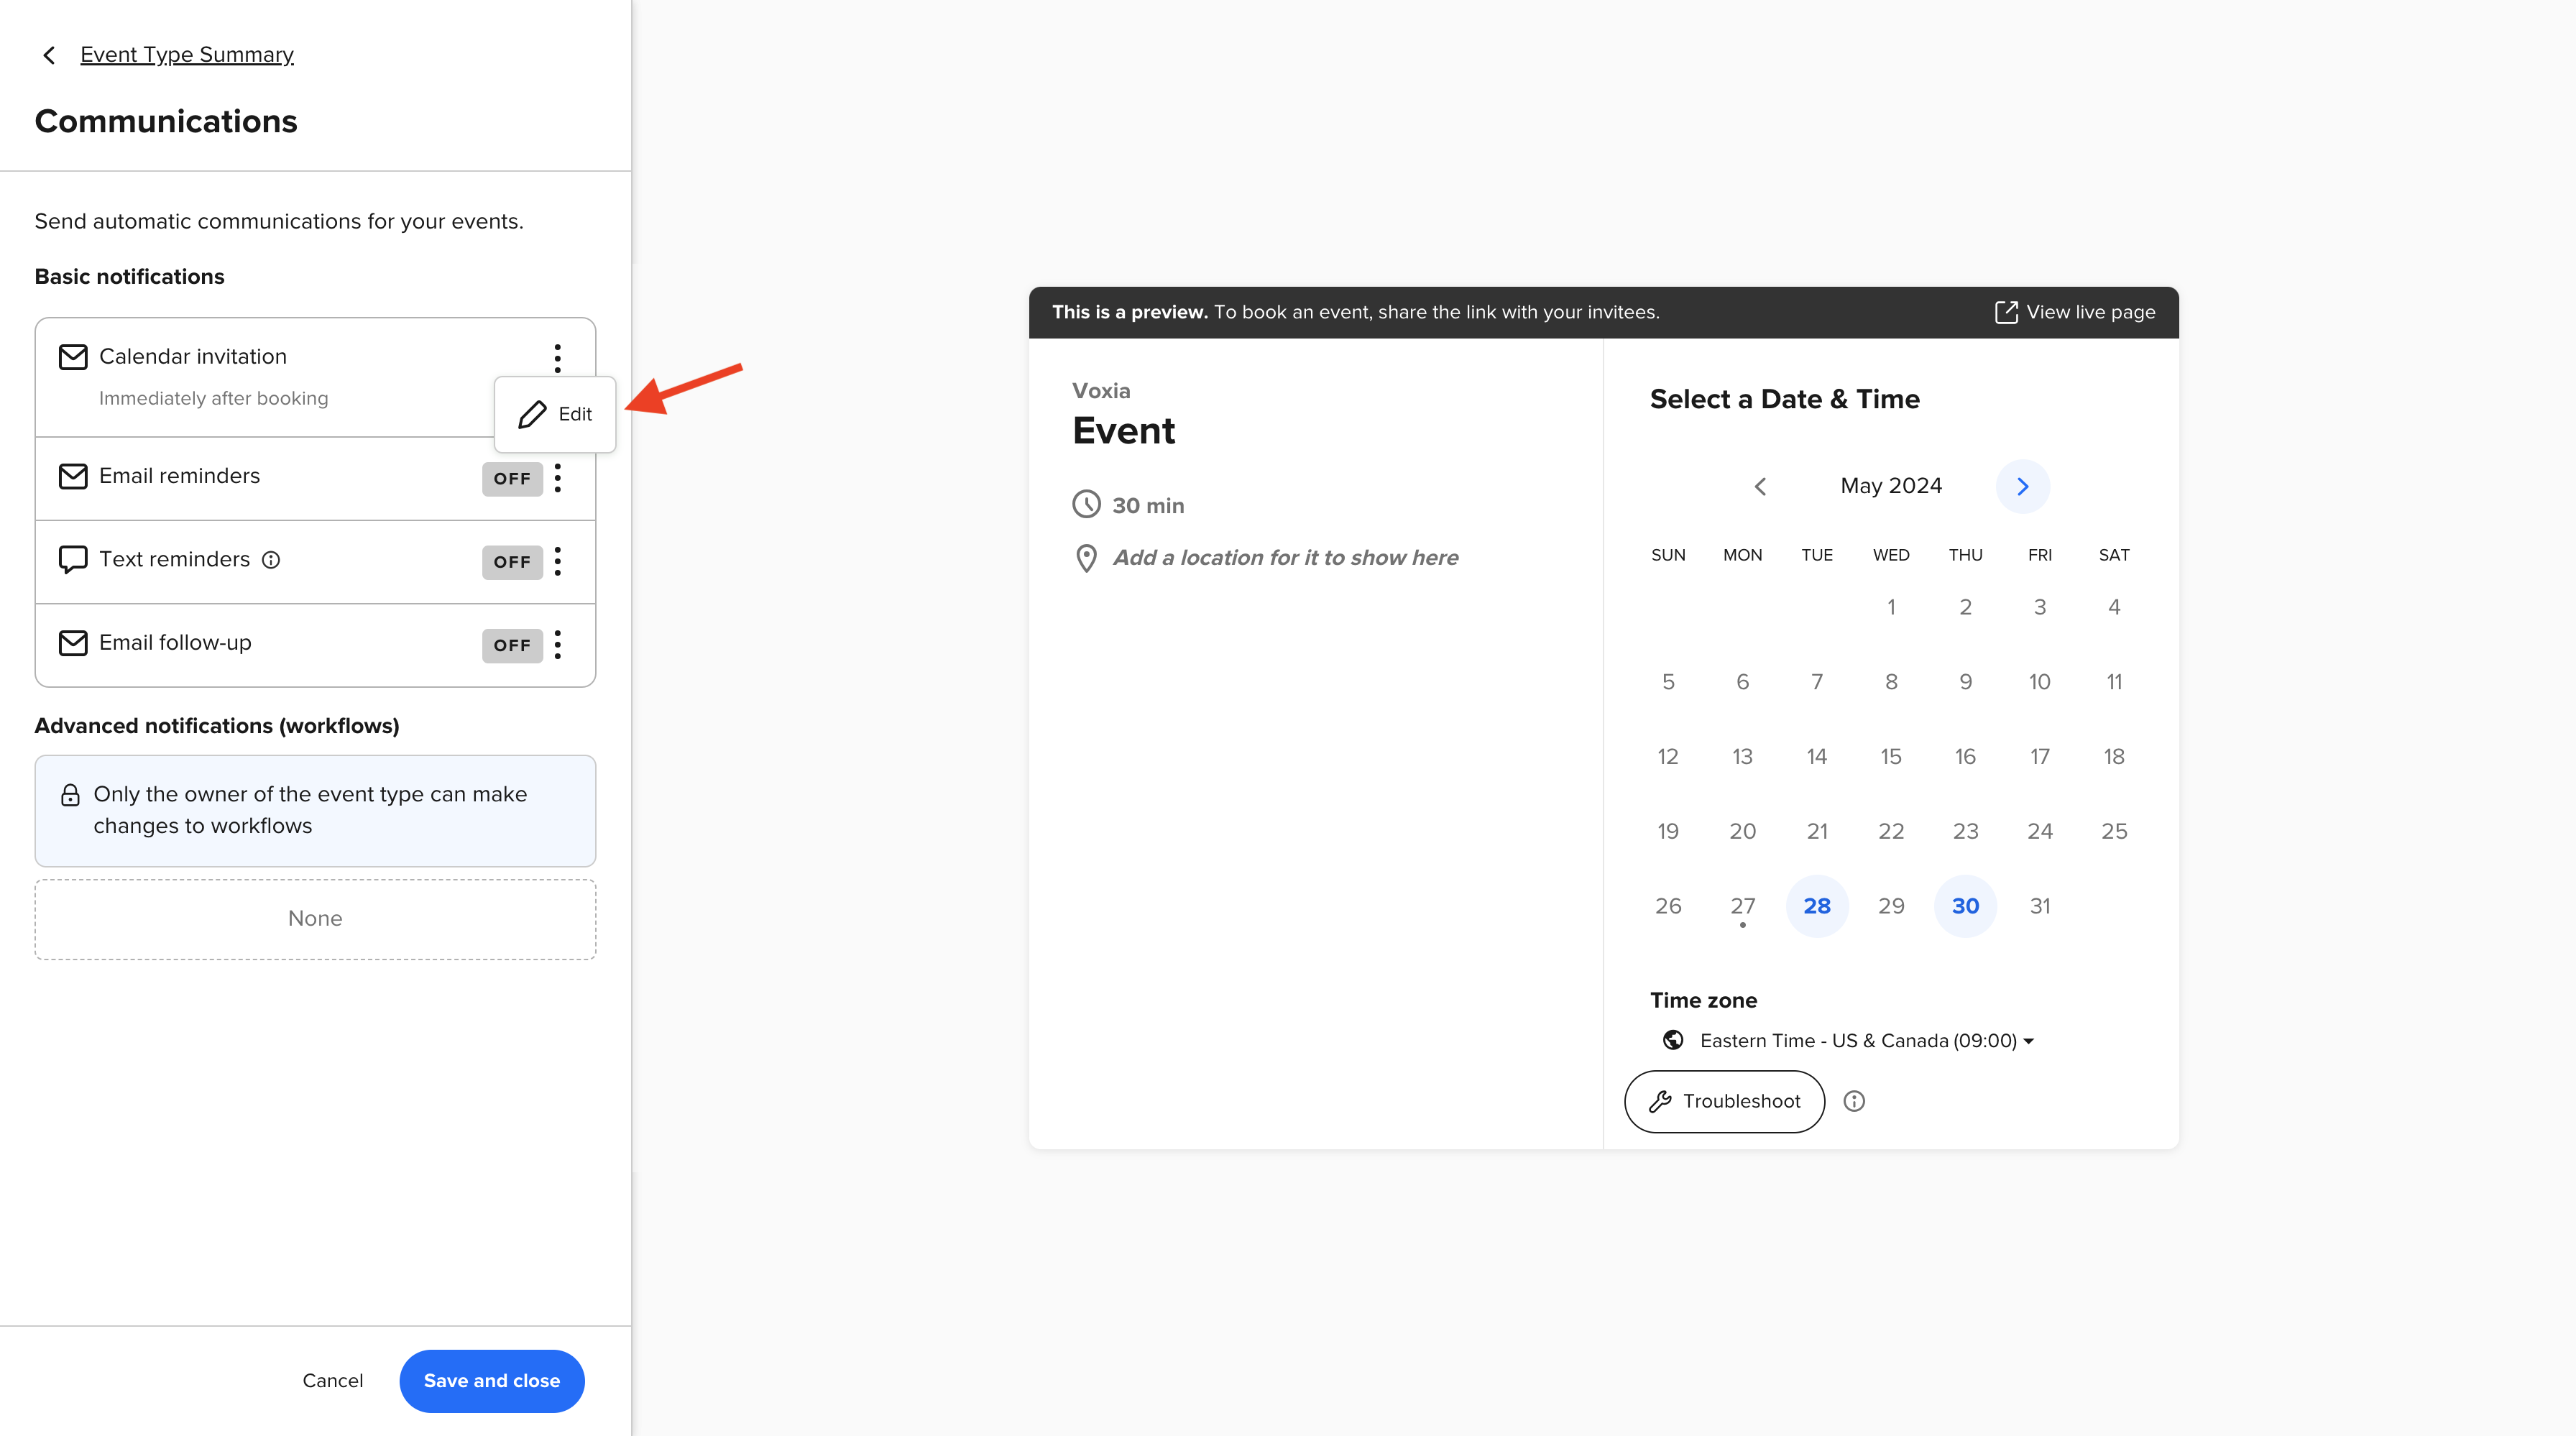 Event Type Summary
Communications
Send automatic communications for your events.
Basic notifications
Calendar invitation
Immediately after booking
Edit
Email reminders
OFF
Text reminders
OFF
Email follow-up
OFF
Advanced notifications (workflows)
Only the owner of the event type can make
changes to workflows
None
Cancel
Save and close
This is a preview. To book an event, share the link with your invitees.
View live page
Voxia
Event
30 min
Add a location for it to show here
Select a Date & Time
May 2024
SUN MON TUE WED THU FRI SAT
1 2 3 4
5 6 7 8 9 10 11
12 13 14 15 16 17 18
19 20 21 22 23 24 25
26 27 28 29 30 31
Time zone
Eastern Time - US & Canada (09:00)
Troubleshoot